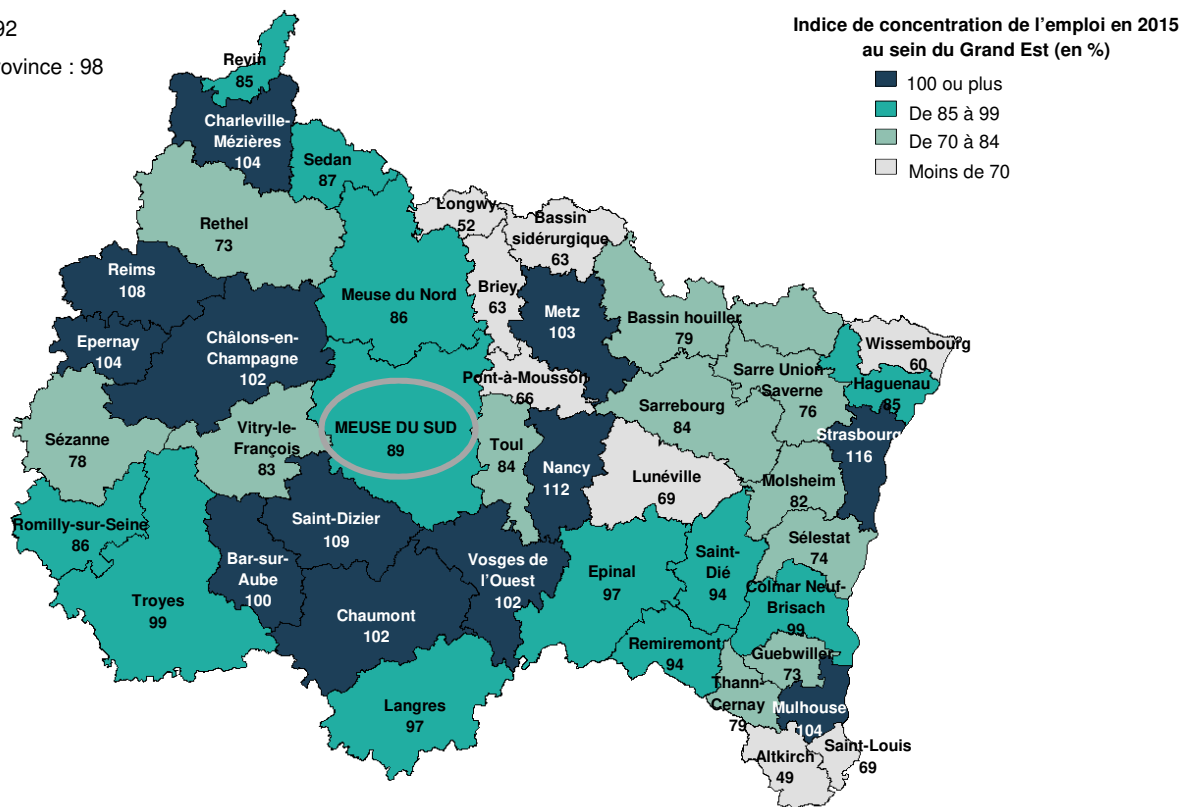 92
ovince : 98
Indice de concentration de l'emploi en 2015
au sein du Grand Est (en %)
100 ou plus
De 85 à 99
De 70 à 84
Moins de 70
Revin
85
Charleville-
Mézières
104
Sedan
87
Rethel
73
Longwy
52
Bassin
sidérurgique
63
Reims
108
Briey
63
Meuse du Nord
86
Metz
103
Bassin houiller
79
Epernay
104
Châlons-en-
Champagne
102
Wissembourg
60
Pont-à-Mousson
66
Sarre Union
Saverne
76
Haguenau
85
Sarrebourg
84
Sézanne
78
Vitry-le-
François
83
MEUSE DU SUD
89
Toul
84
Nancy
112
Lunéville
69
Strasbourg
116
Molsheim
82
Romilly-sur-Seine
86
Saint-Dizier
109
Sélestat
74
Bar-sur-
Aube
100
Vosges de
l'Ouest
102
Epinal
97
Saint-
Dié
94
Troyes
99
Chaumont
102
Colmar Neuf-
Brisach
99
Remiremont
94
Guebwiller
73
Thann-
Cernay
79
Langres
97
Mulhouse
104
Altkirch
49
Saint-Louis
69